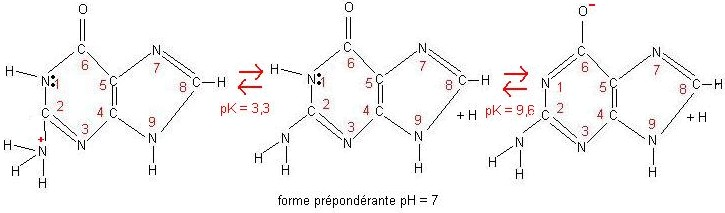 O
C N
6 7
H N: 1 5 C 8 C H
2 C 4 C 9
3 N N
H N + H
H H
pK = 3,3
O
C N
6 7
H N: 1 5 C 8 C H
C 2 4 C 9 + H
N 3 N
H N H
H
pK = 9,6
O-
C N
6 7
N 1 5 C 8 C H
C 2 4 C 9 N + H
N 3 H
H N
H
forme prépondérante pH = 7